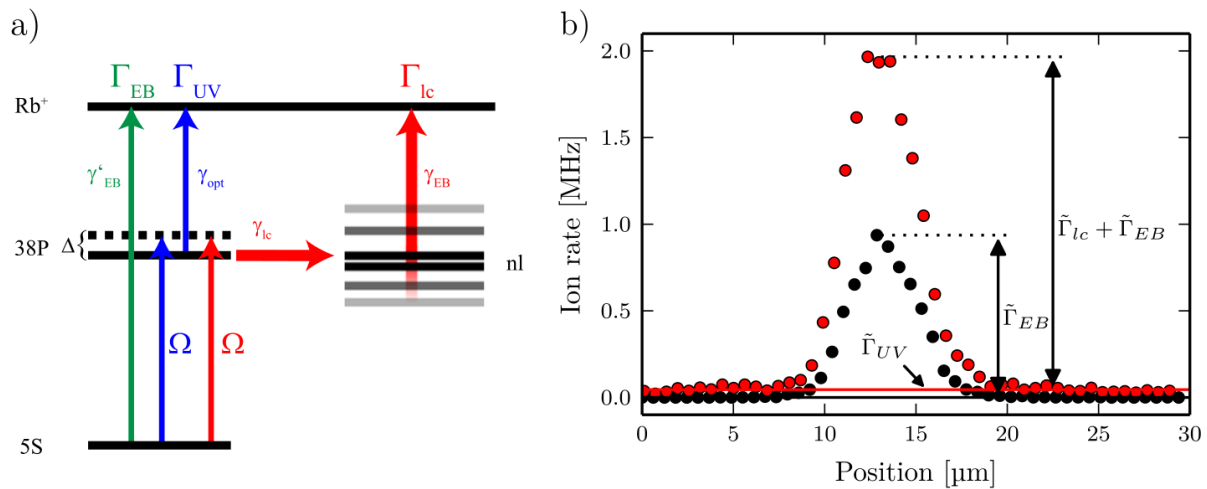 a)
Γ_EB Γ_UV Γ_lc
Rb⁺
γ'_EB γ_opt γ_EB
γ_lc
38P Δ{
nl
Ω Ω
5S
b)
2.0
1.5
1.0
0.5
0.0
Ion rate [MHz]
Γ̃_lc + Γ̃_EB
Γ̃_EB
Γ̃_UV
0 5 10 15 20 25 30
Position [µm]